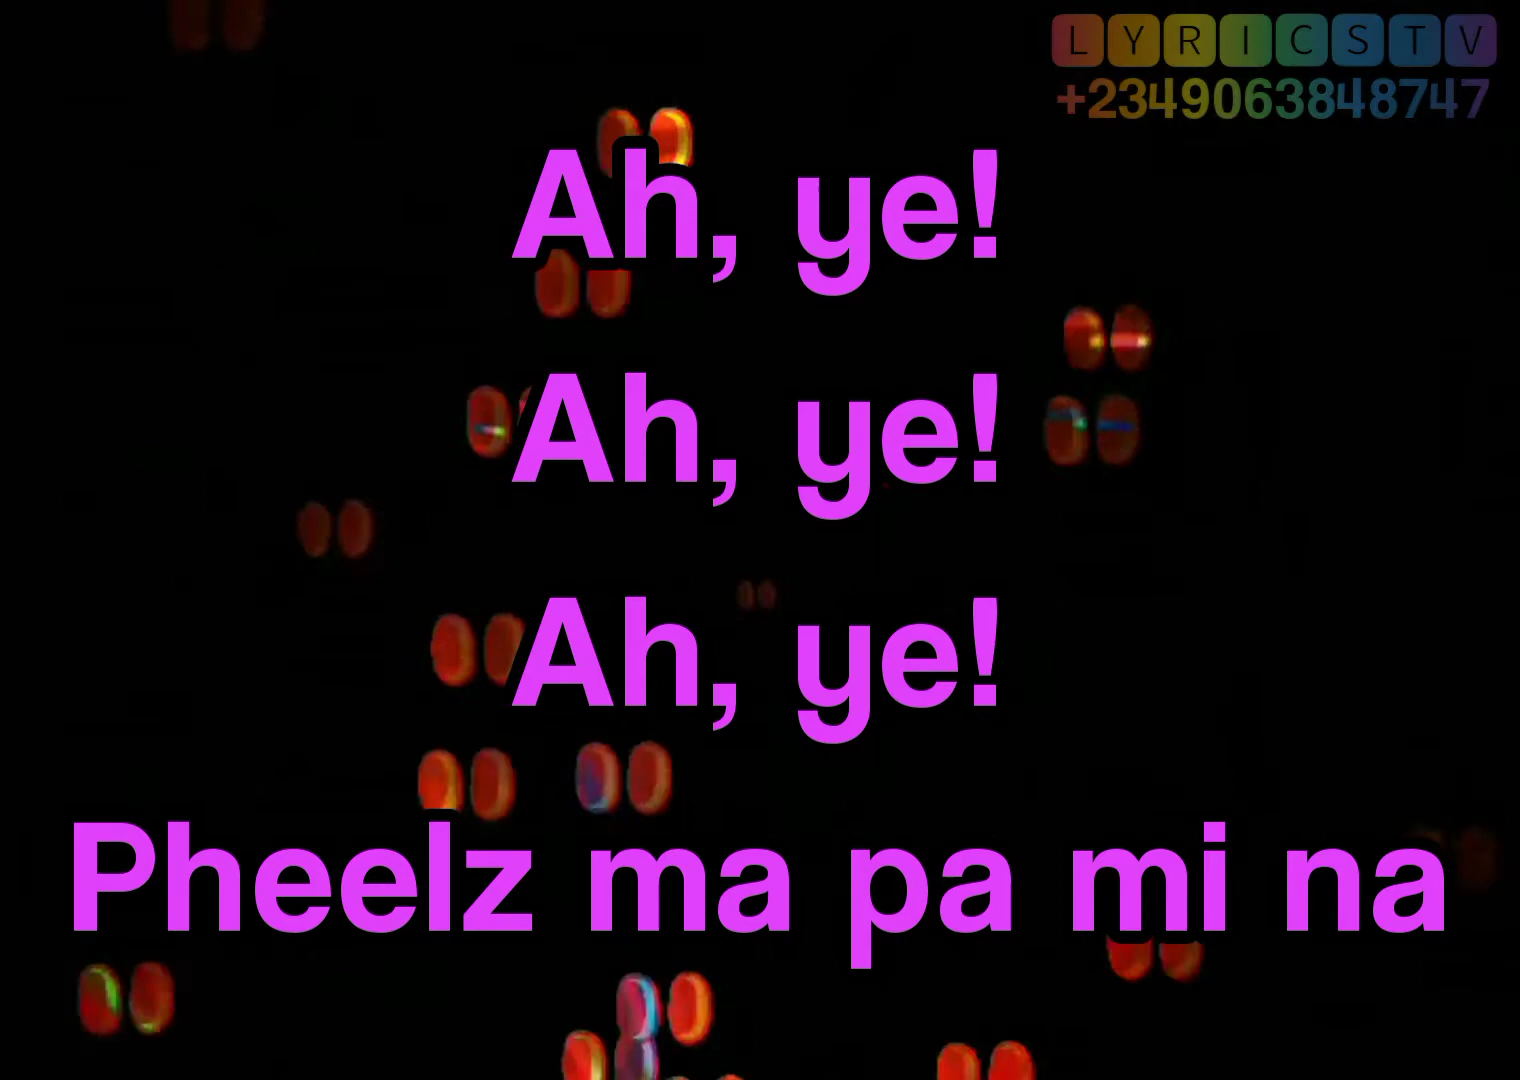 LYRICSTV
+2349063848747
Ah, ye!
Ah, ye!
Ah, ye!
Pheelz ma pa mi na